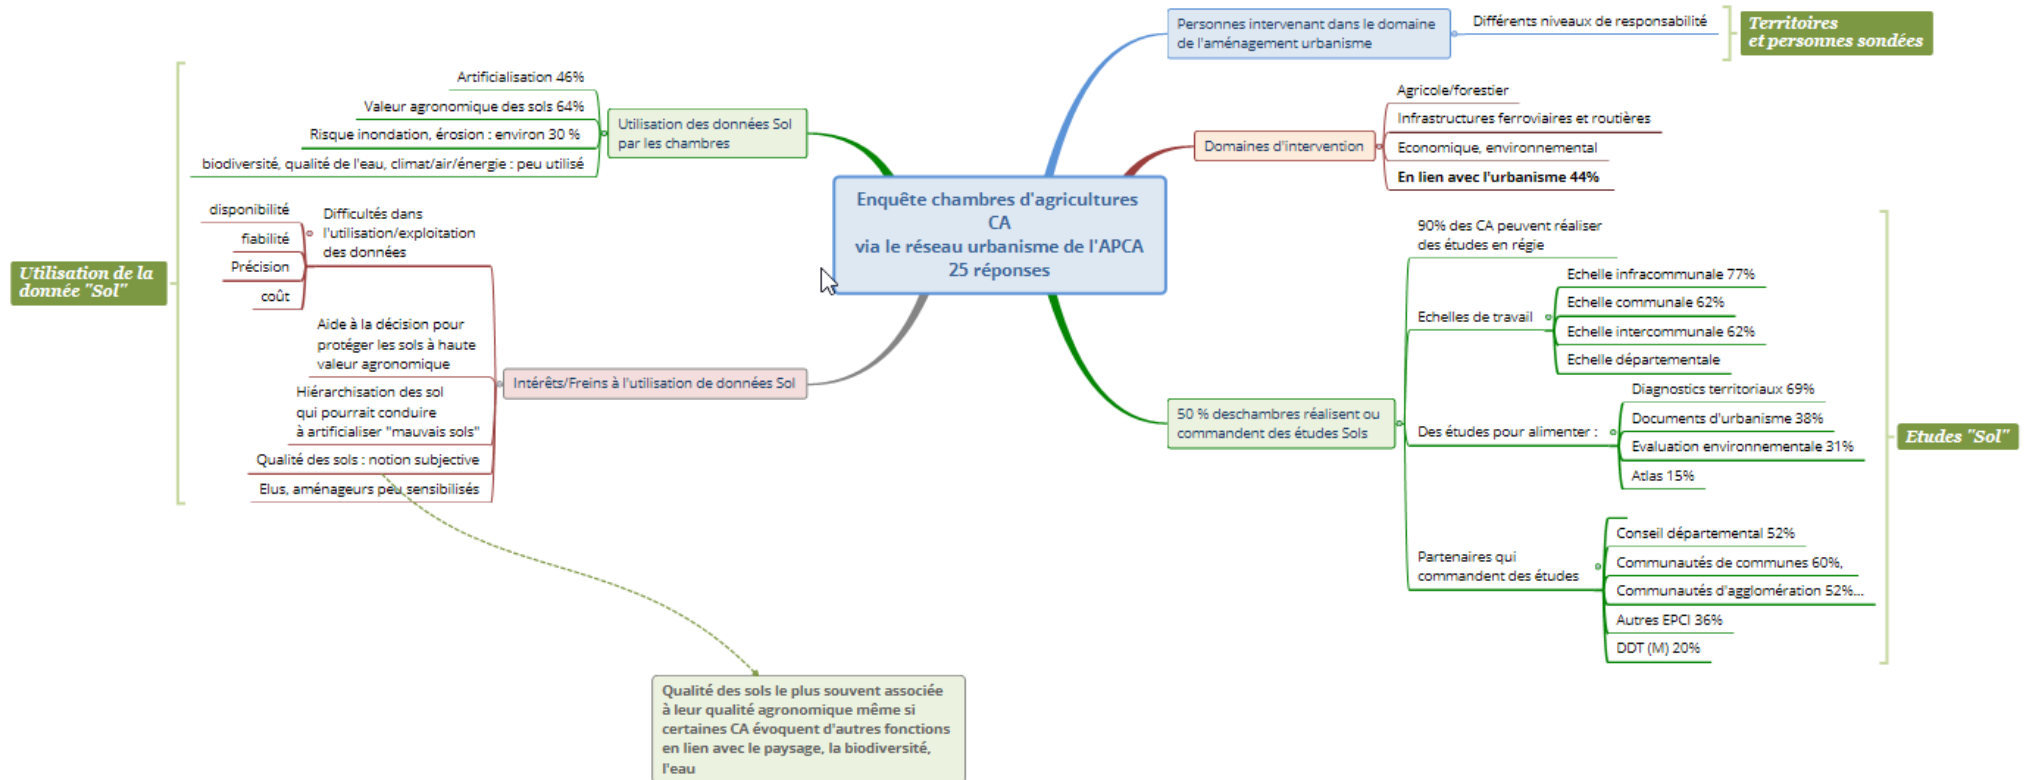 Personnes intervenant dans le domaine
de l'aménagement urbanisme
Différents niveaux de responsabilité
Territoires
et personnes sondées
Artificialisation 46%
Valeur agronomique des sols 64%
Risque inondation, érosion : environ 30 %
biodiversité, qualité de l'eau, climat/air/énergie : peu utilisé
Utilisation des données Sol
par les chambres
Domaines d'intervention
Agricole/forestier
Infrastructures ferroviaires et routières
Economique, environnemental
En lien avec l'urbanisme 44%
Enquête chambres d'agricultures
CA
via le réseau urbanisme de l'APCA
25 réponses
Utilisation de la
donnée "Sol"
disponibilité
fiabilité
Précision
coût
Difficultés dans
l'utilisation/exploitation
des données
Aide à la décision pour
protéger les sols à haute
valeur agronomique
Hiérarchisation des sol
qui pourrait conduire
à artificialiser "mauvais sols"
Qualité des sols : notion subjective
Elus, aménageurs peu sensibilisés
Intérêts/Freins à l'utilisation de données Sol
50 % deschambres réalisent ou
commandent des études Sols
90% des CA peuvent réaliser
des études en régie
Echelles de travail
Echelle infracommunale 77%
Echelle communale 62%
Echelle intercommunale 62%
Echelle départementale
Des études pour alimenter :
Diagnostics territoriaux 69%
Documents d'urbanisme 38%
Evaluation environnementale 31%
Atlas 15%
Partenaires qui
commandent des études
Conseil départemental 52%
Communautés de communes 60%,
Communautés d'agglomération 52%...
Autres EPCI 36%
DDT (M) 20%
Etudes "Sol"
Qualité des sols le plus souvent associée
à leur qualité agronomique même si
certaines CA évoquent d'autres fonctions
en lien avec le paysage, la biodiversité,
l'eau